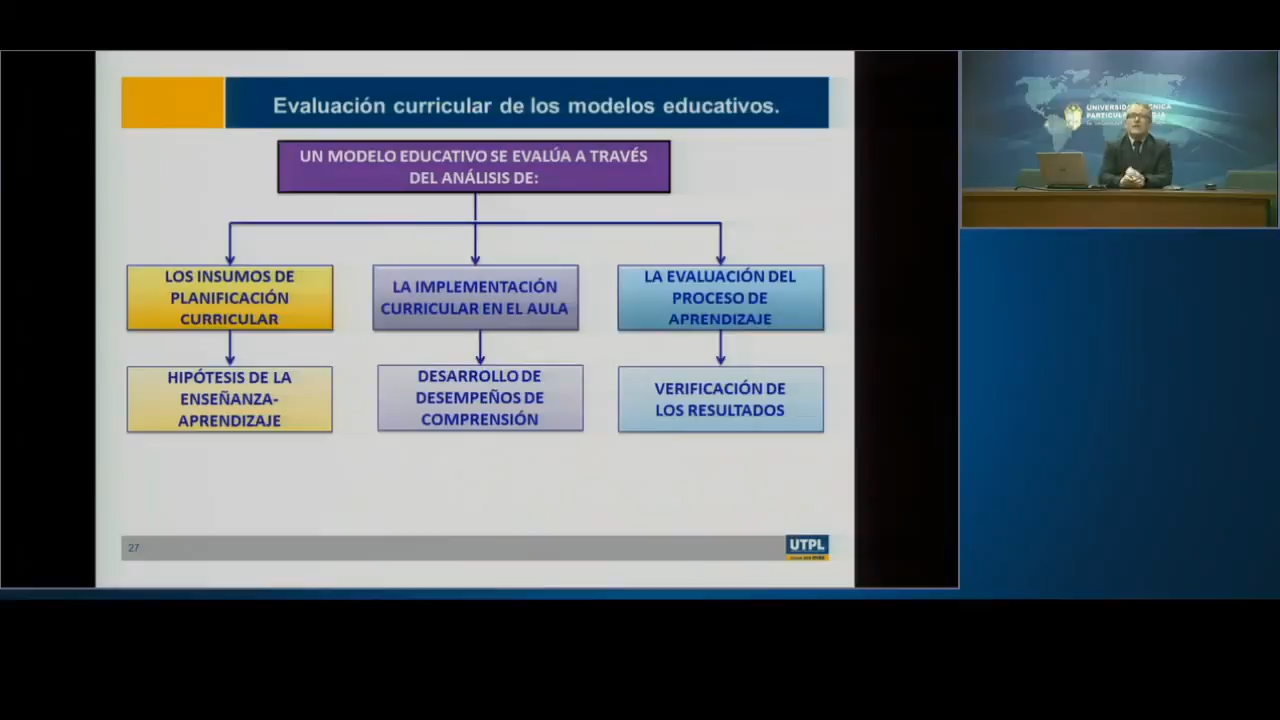 Evaluación curricular de los modelos educativos.
UN MODELO EDUCATIVO SE EVALÚA A TRAVÉS
DEL ANÁLISIS DE:
LOS INSUMOS DE
PLANIFICACIÓN
CURRICULAR
LA IMPLEMENTACIÓN
CURRICULAR EN EL AULA
LA EVALUACIÓN DEL
PROCESO DE
APRENDIZAJE
HIPÓTESIS DE LA
ENSEÑANZA-
APRENDIZAJE
DESARROLLO DE
DESEMPEÑOS DE
COMPRENSIÓN
VERIFICACIÓN DE
LOS RESULTADOS
27
UTPL